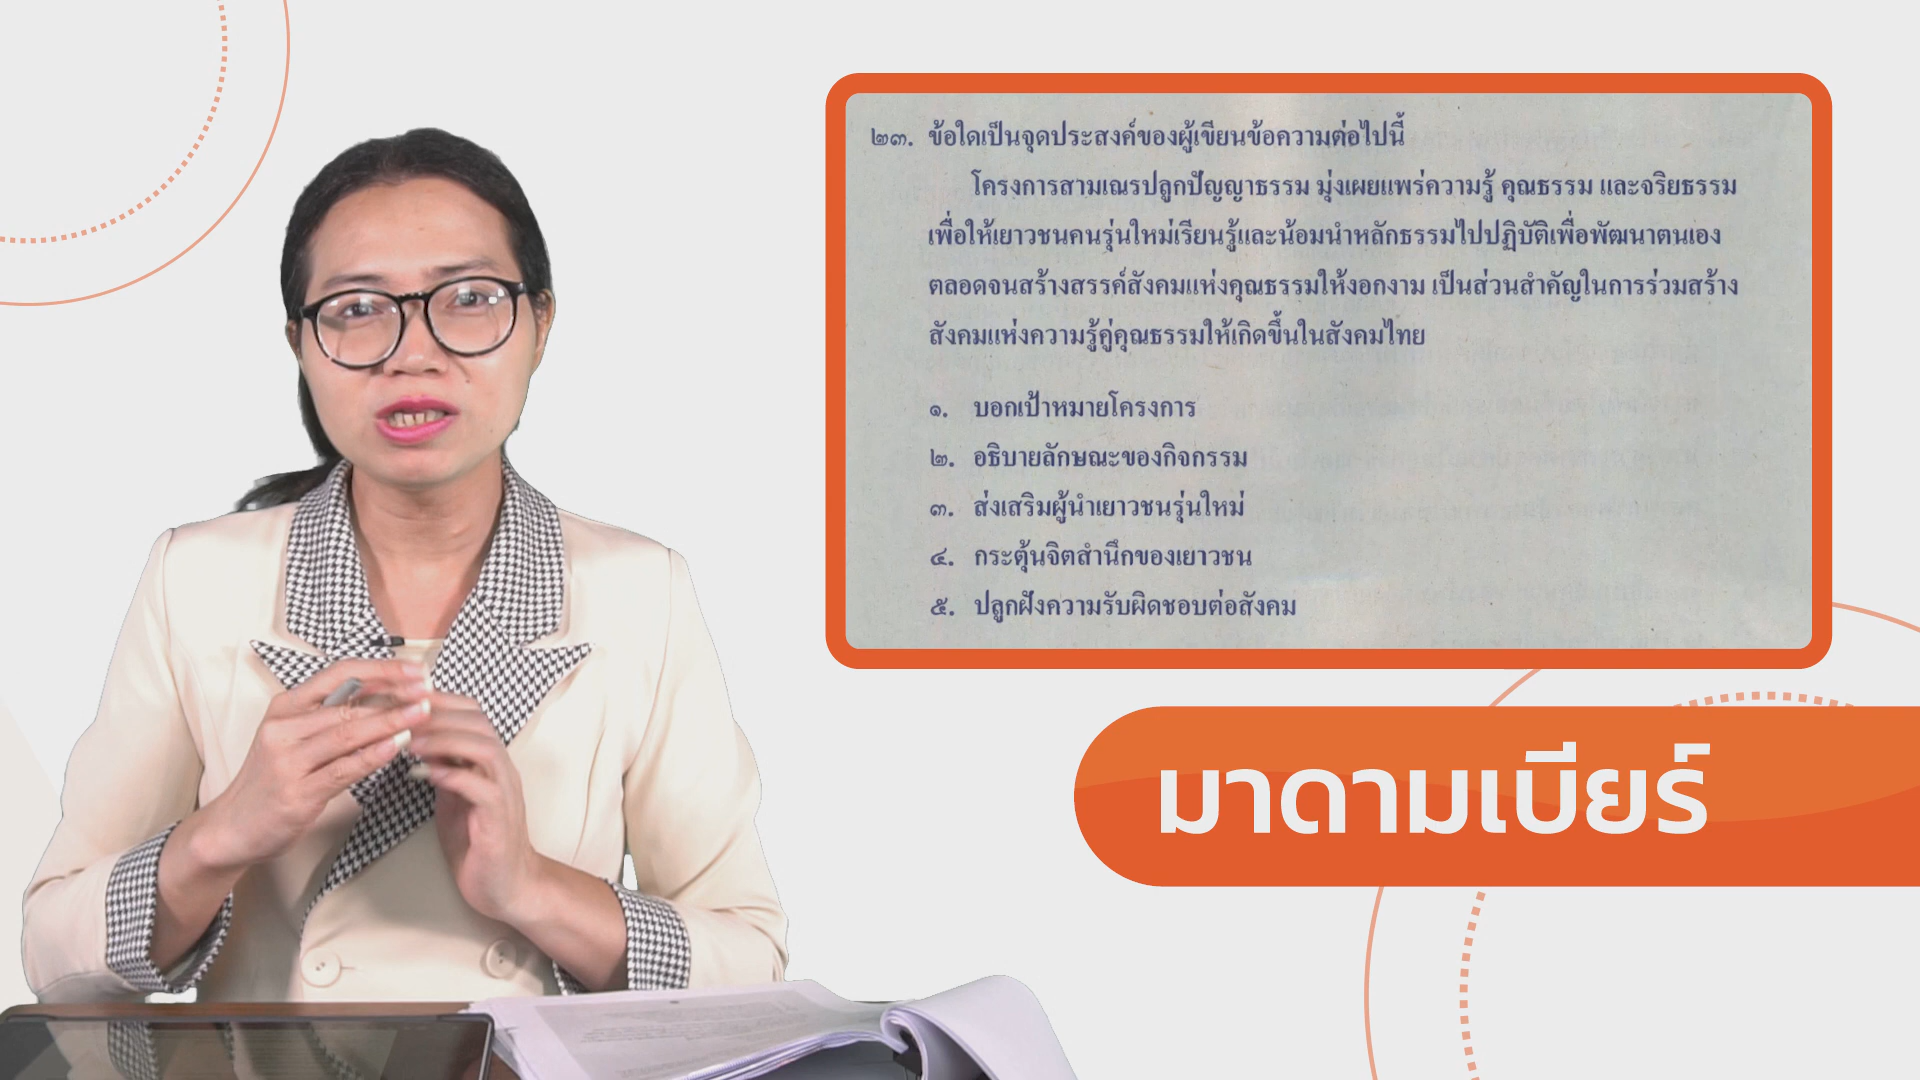 ๒๓. ข้อใดเป็นจุดประสงค์ของผู้เขียนข้อความต่อไปนี้
โครงการสามเณรปลูกปัญญาธรรม มุ่งเผยแพร่ความรู้ คุณธรรม และจริยธรรม
เพื่อให้เยาวชนคนรุ่นใหม่เรียนรู้และน้อมนำหลักธรรมไปปฏิบัติเพื่อพัฒนาตนเอง
ตลอดจนสร้างสรรค์สังคมแห่งคุณธรรมให้งอกงาม เป็นส่วนสำคัญในการร่วมสร้าง
สังคมแห่งความรู้คู่คุณธรรมให้เกิดขึ้นในสังคมไทย
๑. บอกเป้าหมายโครงการ
๒. อธิบายลักษณะของกิจกรรม
๓. ส่งเสริมผู้นำเยาวชนรุ่นใหม่
๔. กระตุ้นจิตสำนึกของเยาวชน
๕. ปลูกฝังความรับผิดชอบต่อสังคม
มาดามเบียร์